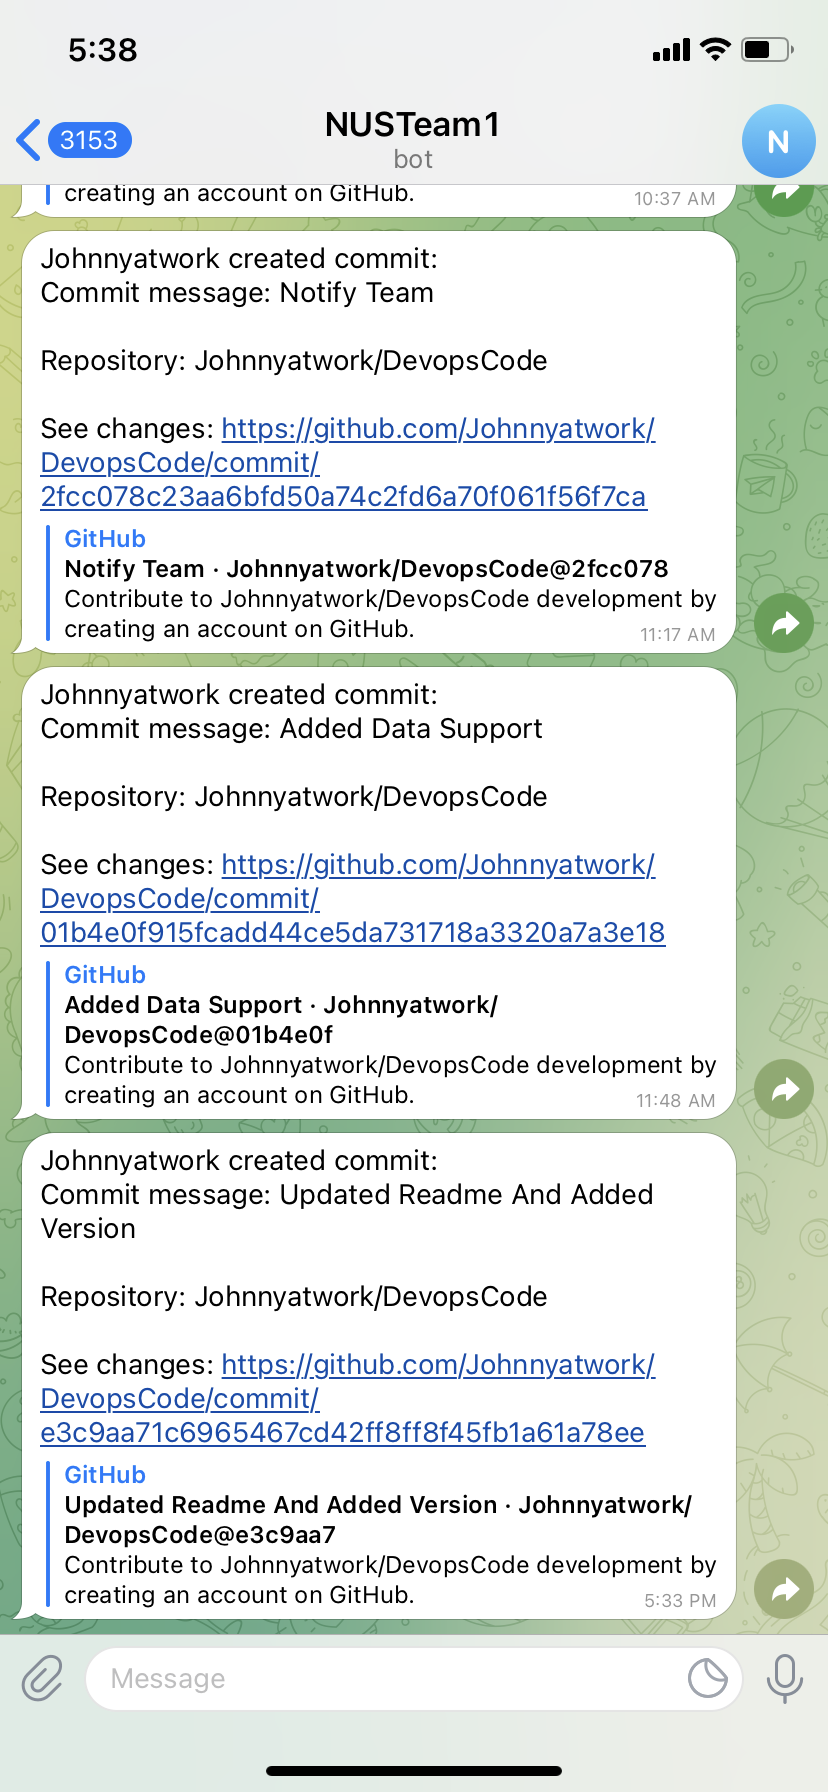 5:38
3153
NUSTeam1
bot
N
creating an account on GitHub.
10:37 AM
Johnnyatwork created commit:
Commit message: Notify Team
Repository: Johnnyatwork/DevopsCode
See changes: https://github.com/Johnnyatwork/
DevopsCode/commit/
2fcc078c23aa6bfd50a74c2fd6a70f061f56f7ca
GitHub
Notify Team · Johnnyatwork/DevopsCode@2fcc078
Contribute to Johnnyatwork/DevopsCode development by
creating an account on GitHub.
11:17 AM
Johnnyatwork created commit:
Commit message: Added Data Support
Repository: Johnnyatwork/DevopsCode
See changes: https://github.com/Johnnyatwork/
DevopsCode/commit/
01b4e0f915fcadd44ce5da731718a3320a7a3e18
GitHub
Added Data Support · Johnnyatwork/
DevopsCode@01b4e0f
Contribute to Johnnyatwork/DevopsCode development by
creating an account on GitHub.
11:48 AM
Johnnyatwork created commit:
Commit message: Updated Readme And Added
Version
Repository: Johnnyatwork/DevopsCode
See changes: https://github.com/Johnnyatwork/
DevopsCode/commit/
e3c9aa71c6965467cd42ff8ff8f45fb1a61a78ee
GitHub
Updated Readme And Added Version · Johnnyatwork/
DevopsCode@e3c9aa7
Contribute to Johnnyatwork/DevopsCode development by
creating an account on GitHub.
5:33 PM
Message